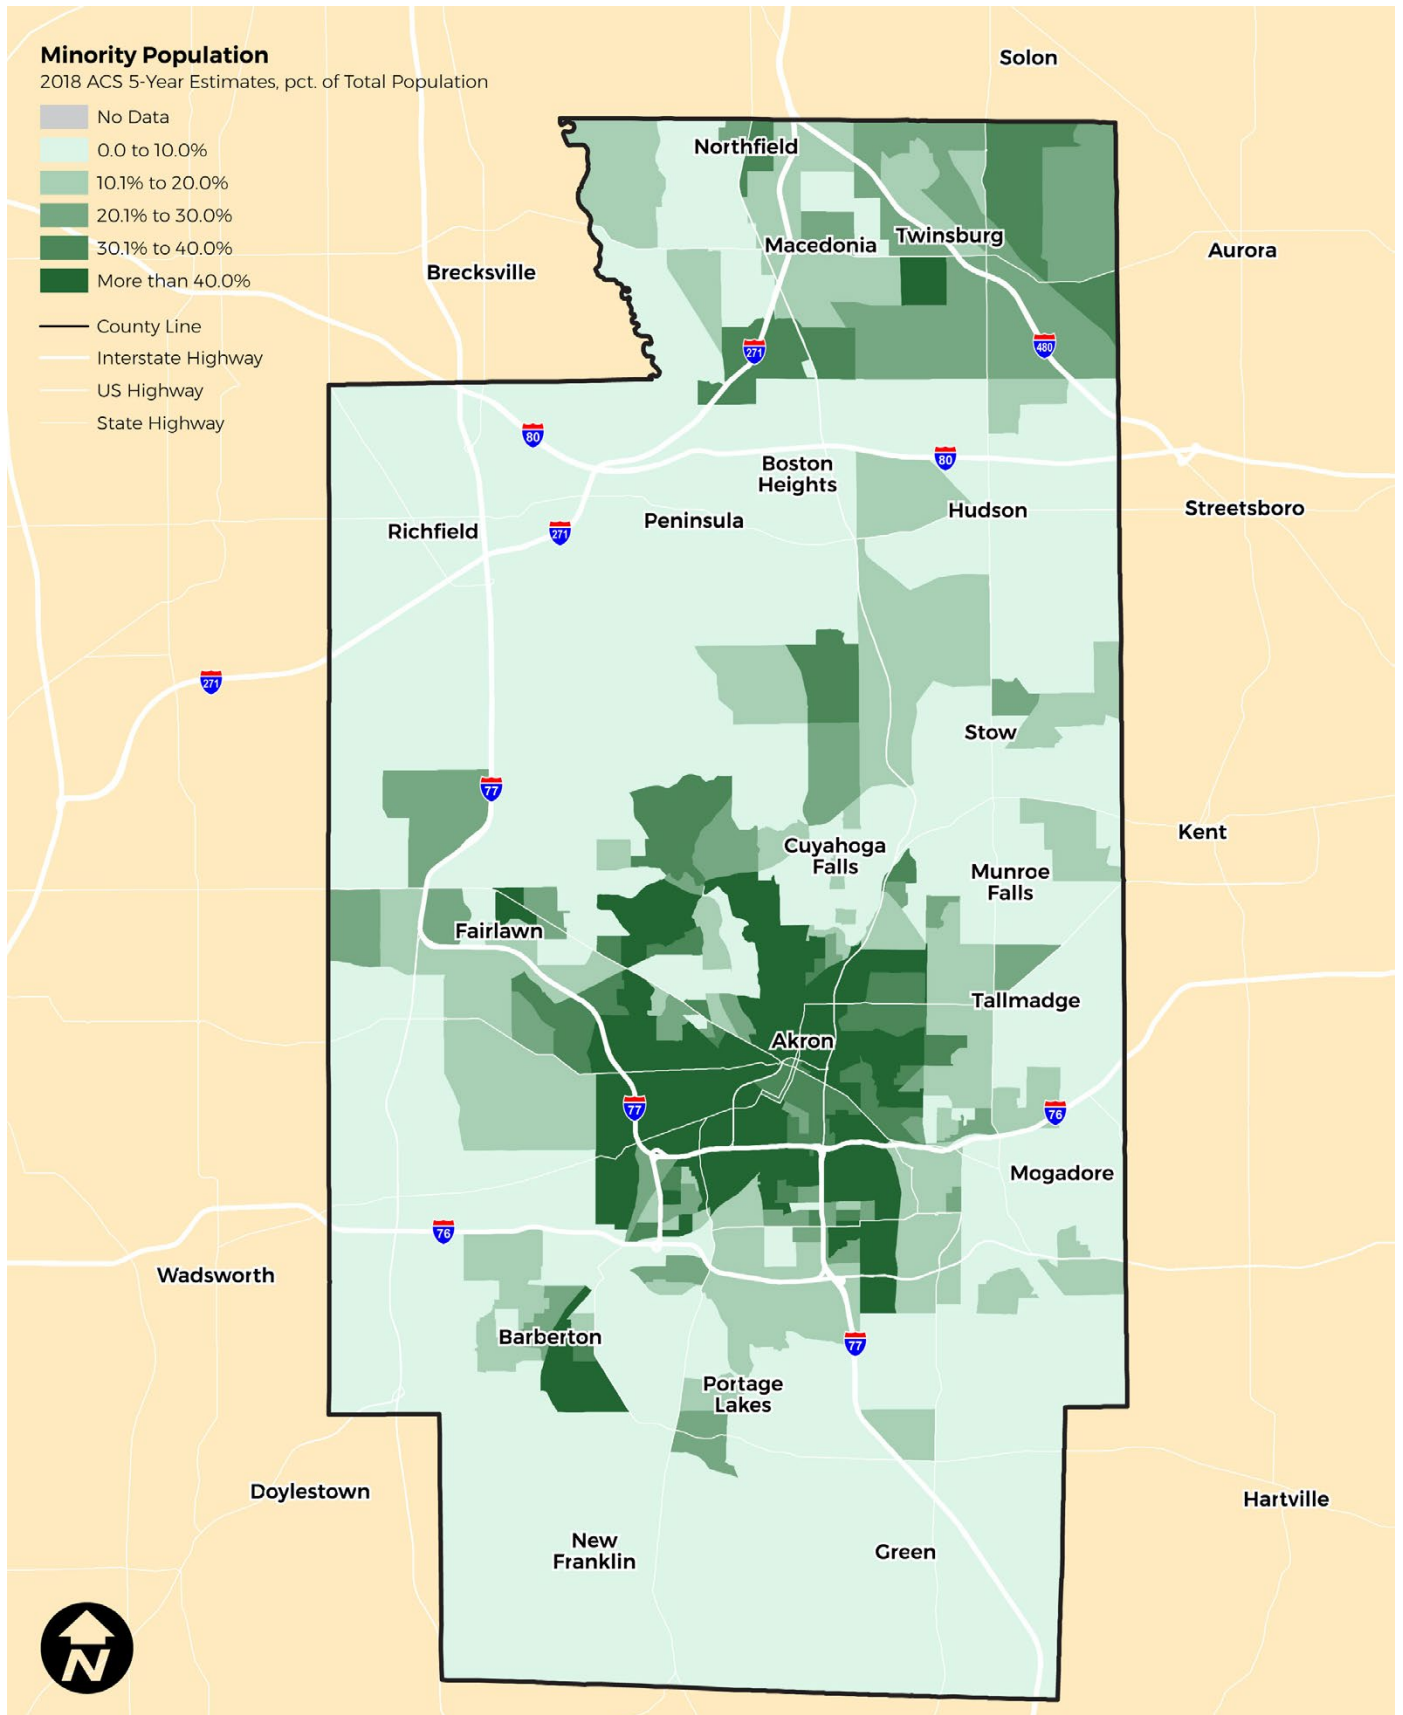 Minority Population
2018 ACS 5-Year Estimates, pct. of Total Population
No Data
0.0 to 10.0%
10.1% to 20.0%
20.1% to 30.0%
30.1% to 40.0%
More than 40.0%
County Line
Interstate Highway
US Highway
State Highway
Solon
Northfield
Macedonia
Twinsburg
Aurora
Brecksville
271
480
80
80
Boston
Heights
Hudson
Streetsboro
Peninsula
Richfield
271
271
Stow
77
Cuyahoga
Falls
Kent
Munroe
Falls
Fairlawn
Tallmadge
Akron
77
76
Mogadore
76
Wadsworth
Barberton
77
Portage
Lakes
Doylestown
Hartville
New
Franklin
Green
N